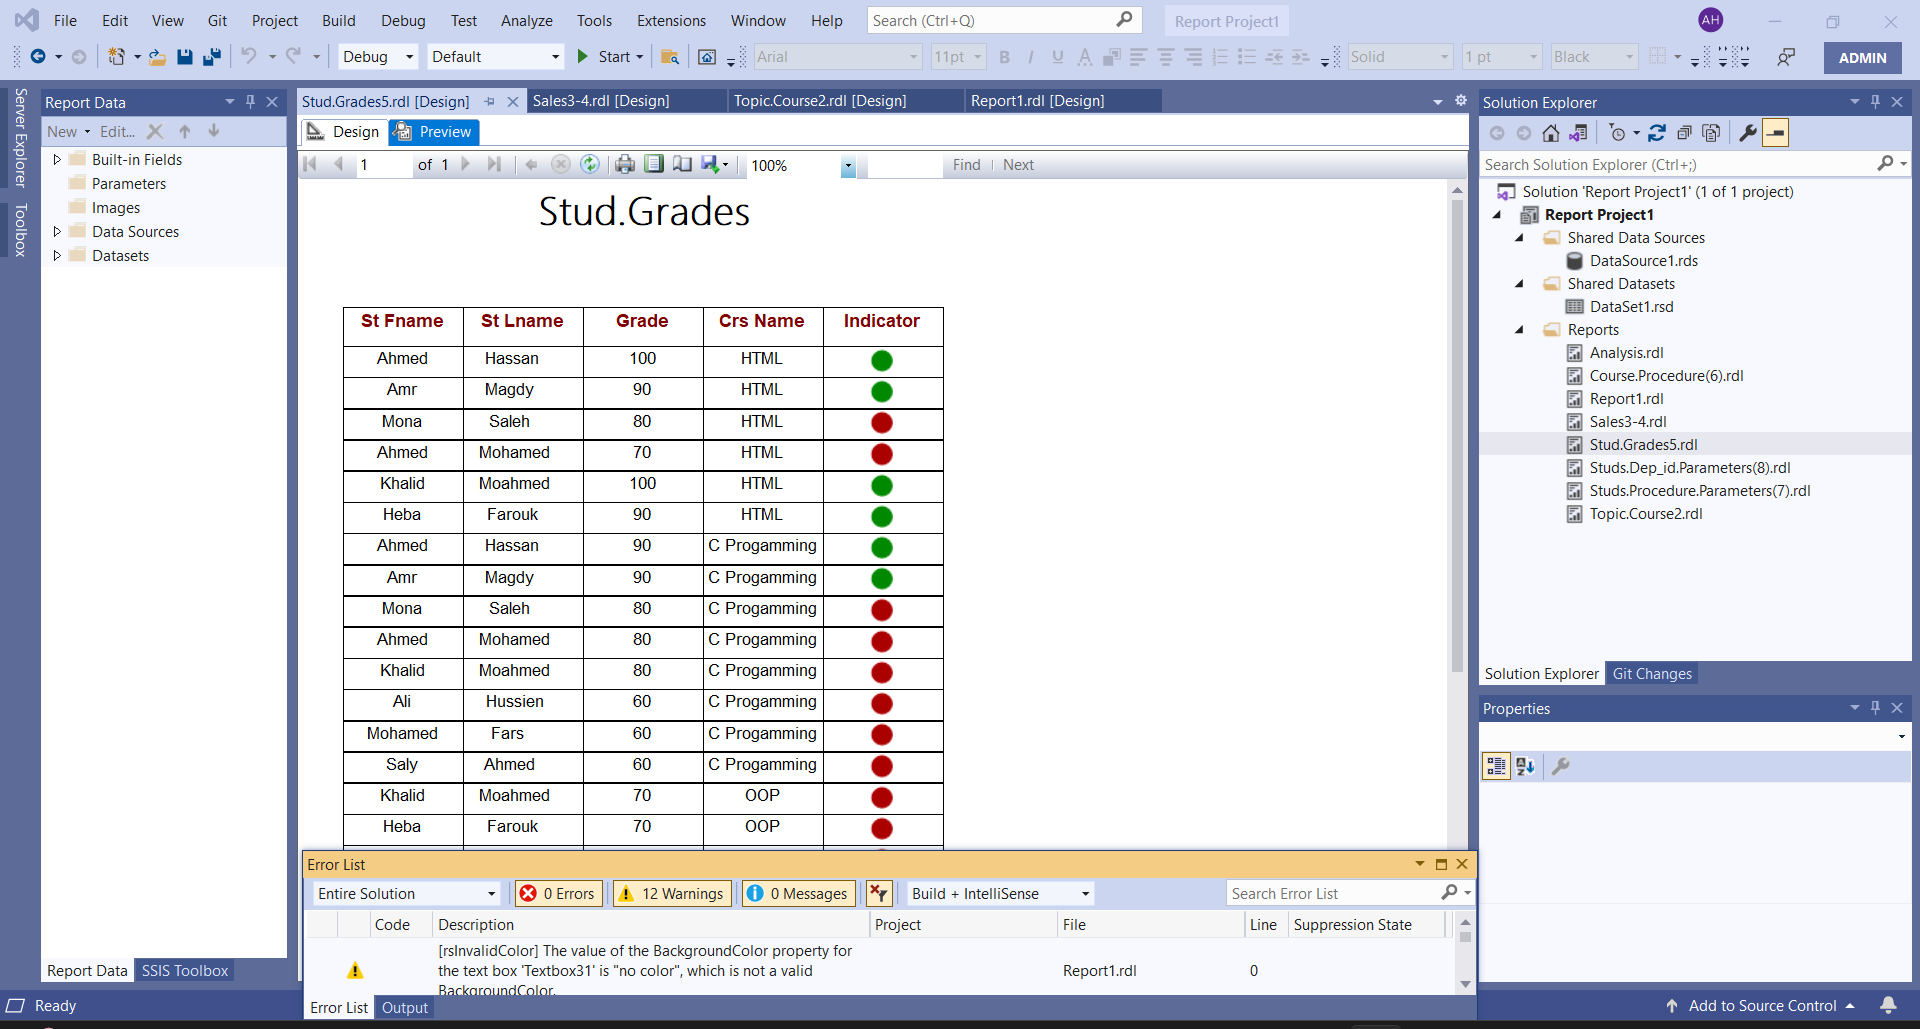 File Edit View Git Project Build Debug Test Analyze Tools Extensions Window Help Search (Ctrl+Q) Report Project1 AH
Debug Default Start Arial 11pt B I U A Solid 1 pt Black ADMIN
Server Explorer
Toolbox
Report Data
New Edit...
Built-in Fields
Parameters
Images
Data Sources
Datasets
Report Data SSIS Toolbox
Stud.Grades5.rdl [Design] Sales3-4.rdl [Design] Topic.Course2.rdl [Design] Report1.rdl [Design]
Design Preview
1 of 1 100% Find Next
Stud.Grades
St Fname St Lname Grade Crs Name Indicator
Ahmed Hassan 100 HTML
Amr Magdy 90 HTML
Mona Saleh 80 HTML
Ahmed Mohamed 70 HTML
Khalid Moahmed 100 HTML
Heba Farouk 90 HTML
Ahmed Hassan 90 C Progamming
Amr Magdy 90 C Progamming
Mona Saleh 80 C Progamming
Ahmed Mohamed 80 C Progamming
Khalid Moahmed 80 C Progamming
Ali Hussien 60 C Progamming
Mohamed Fars 60 C Progamming
Saly Ahmed 60 C Progamming
Khalid Moahmed 70 OOP
Heba Farouk 70 OOP
Error List
Entire Solution 0 Errors 12 Warnings 0 Messages Build + IntelliSense Search Error List
Code Description Project File Line Suppression State
[rsInvalidColor] The value of the BackgroundColor property for
the text box 'Textbox31' is "no color", which is not a valid Report1.rdl 0
BackgroundColor.
Error List Output
Solution Explorer
Search Solution Explorer (Ctrl+;)
Solution 'Report Project1' (1 of 1 project)
Report Project1
Shared Data Sources
DataSource1.rds
Shared Datasets
DataSet1.rsd
Reports
Analysis.rdl
Course.Procedure(6).rdl
Report1.rdl
Sales3-4.rdl
Stud.Grades5.rdl
Studs.Dep_id.Parameters(8).rdl
Studs.Procedure.Parameters(7).rdl
Topic.Course2.rdl
Solution Explorer Git Changes
Properties
Ready Add to Source Control